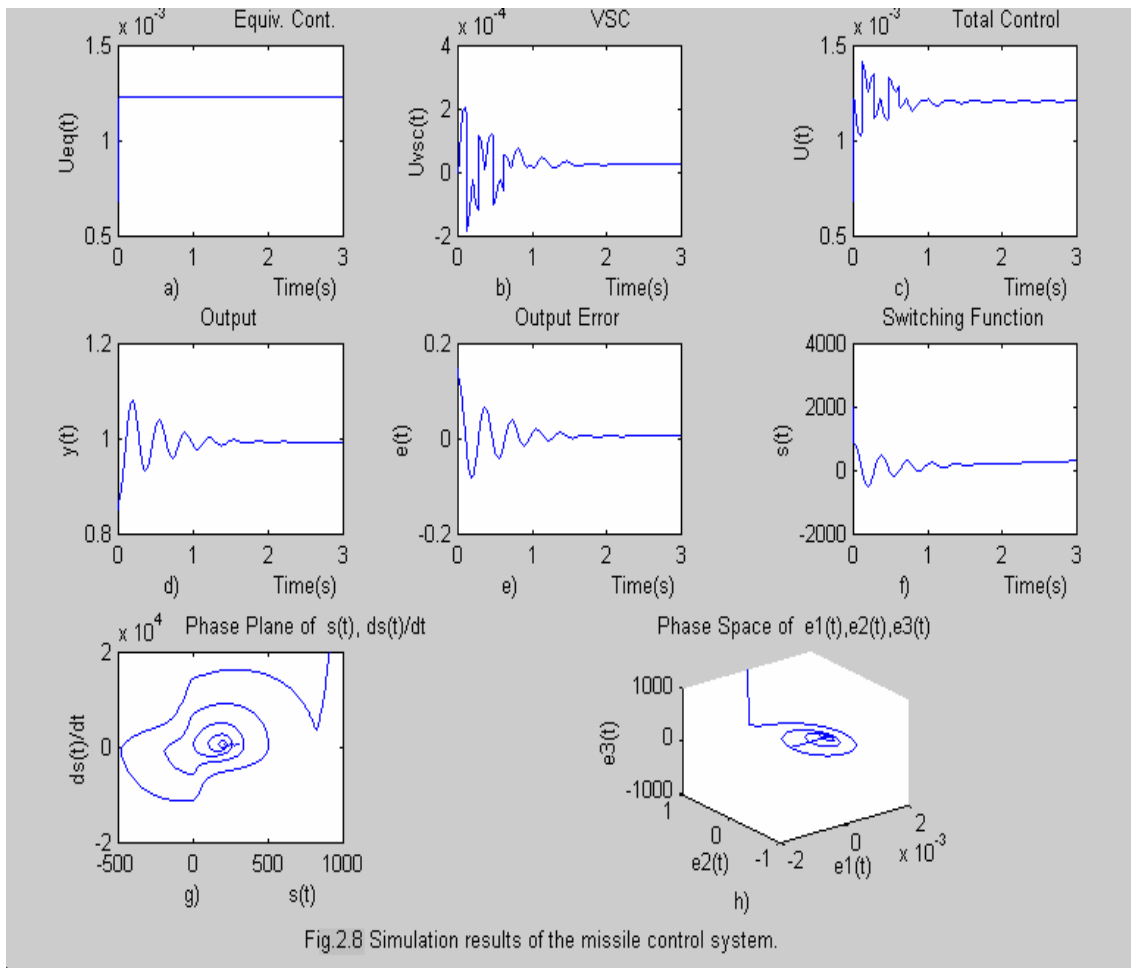 x 10^-3 Equiv. Cont.
1.5
1
0.5
Ueq(t)
0 1 2 3
a) Time(s)
x 10^-4 VSC
4
2
0
-2
Uvsc(t)
0 1 2 3
b) Time(s)
x 10^-3 Total Control
1.5
1
0.5
U(t)
0 1 2 3
c) Time(s)
Output
1.2
1
0.8
y(t)
0 1 2 3
d) Time(s)
Output Error
0.2
0
-0.2
e(t)
0 1 2 3
e) Time(s)
Switching Function
4000
2000
0
-2000
s(t)
0 1 2 3
f) Time(s)
x 10^4 Phase Plane of s(t), ds(t)/dt
2
0
-2
ds(t)/dt
-500 0 500 1000
g) s(t)
Phase Space of e1(t),e2(t),e3(t)
1000
0
-1000
e3(t)
1 0 -1
e2(t)
-2 0 2
x 10^-3
e1(t)
h)
Fig.2.8 Simulation results of the missile control system.